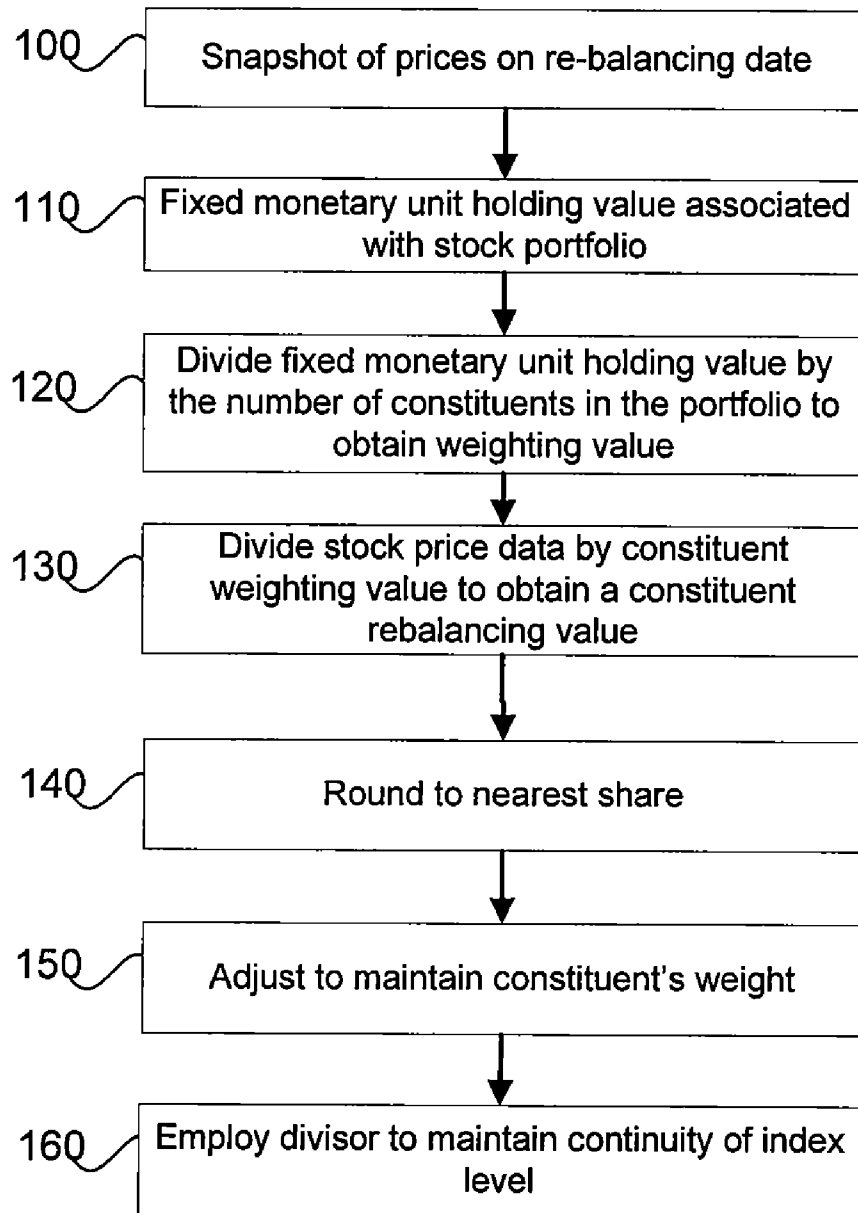 100
Snapshot of prices on re-balancing date
110
Fixed monetary unit holding value associated
with stock portfolio
120
Divide fixed monetary unit holding value by
the number of constituents in the portfolio to
obtain weighting value
130
Divide stock price data by constituent
weighting value to obtain a constituent
rebalancing value
140
Round to nearest share
150
Adjust to maintain constituent's weight
160
Employ divisor to maintain continuity of index
level